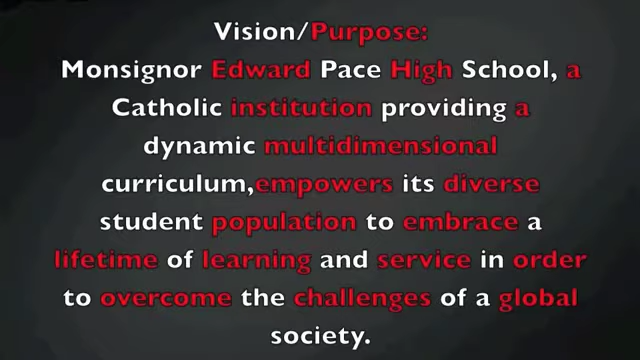 Vision/Purpose:
Monsignor Edward Pace High School, a
Catholic institution providing a
dynamic multidimensional
curriculum,empowers its diverse
student population to embrace a
lifetime of learning and service in order
to overcome the challenges of a global
society.